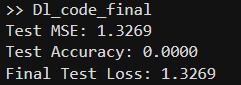 >> Dl_code_final
Test MSE: 1.3269
Test Accuracy: 0.0000
Final Test Loss: 1.3269